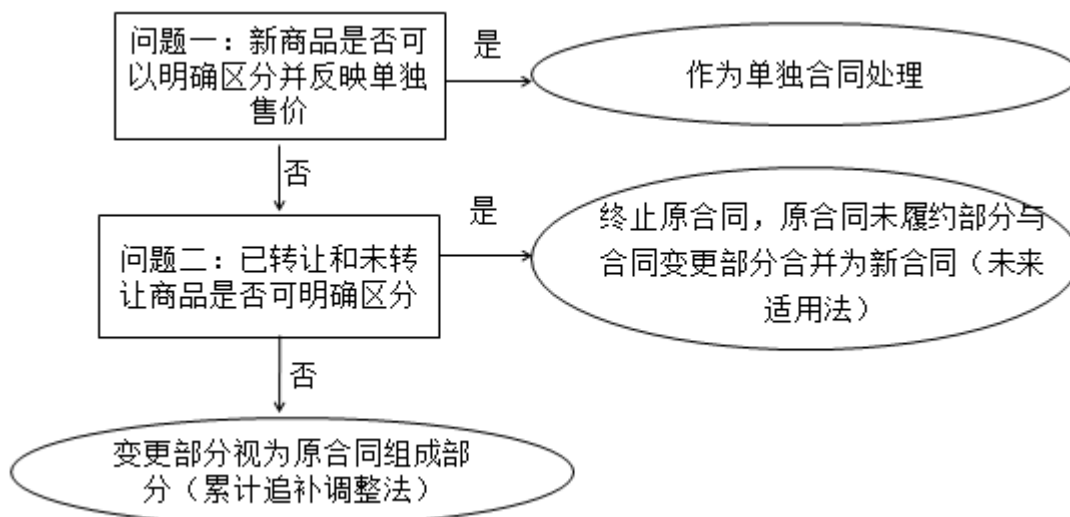 问题一：新商品是否可
以明确区分并反映单独
售价
是
作为单独合同处理
否
问题二：已转让和未转
让商品是否可明确区分
是
终止原合同，原合同未履约部分与
合同变更部分合并为新合同（未来
适用法）
否
变更部分视为原合同组成部
分（累计追补调整法）